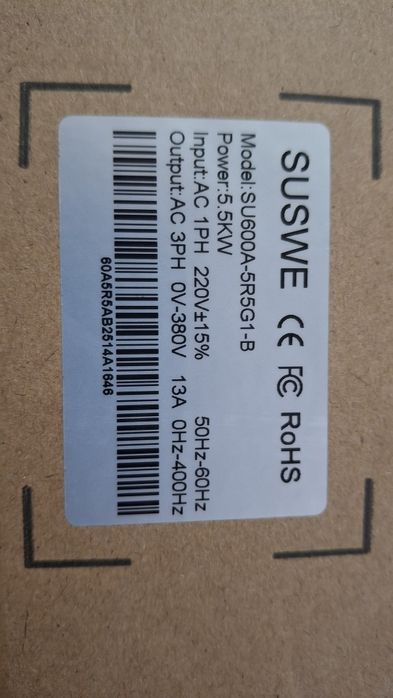 SUSWE CE FC RoHS
Model:SU600A-5R5G1-B
Power:5.5KW
Input:AC 1PH 220V±15% 50Hz-60Hz
Output:AC 3PH 0V-380V 13A 0Hz-400Hz
60A5R5AB2514A1646